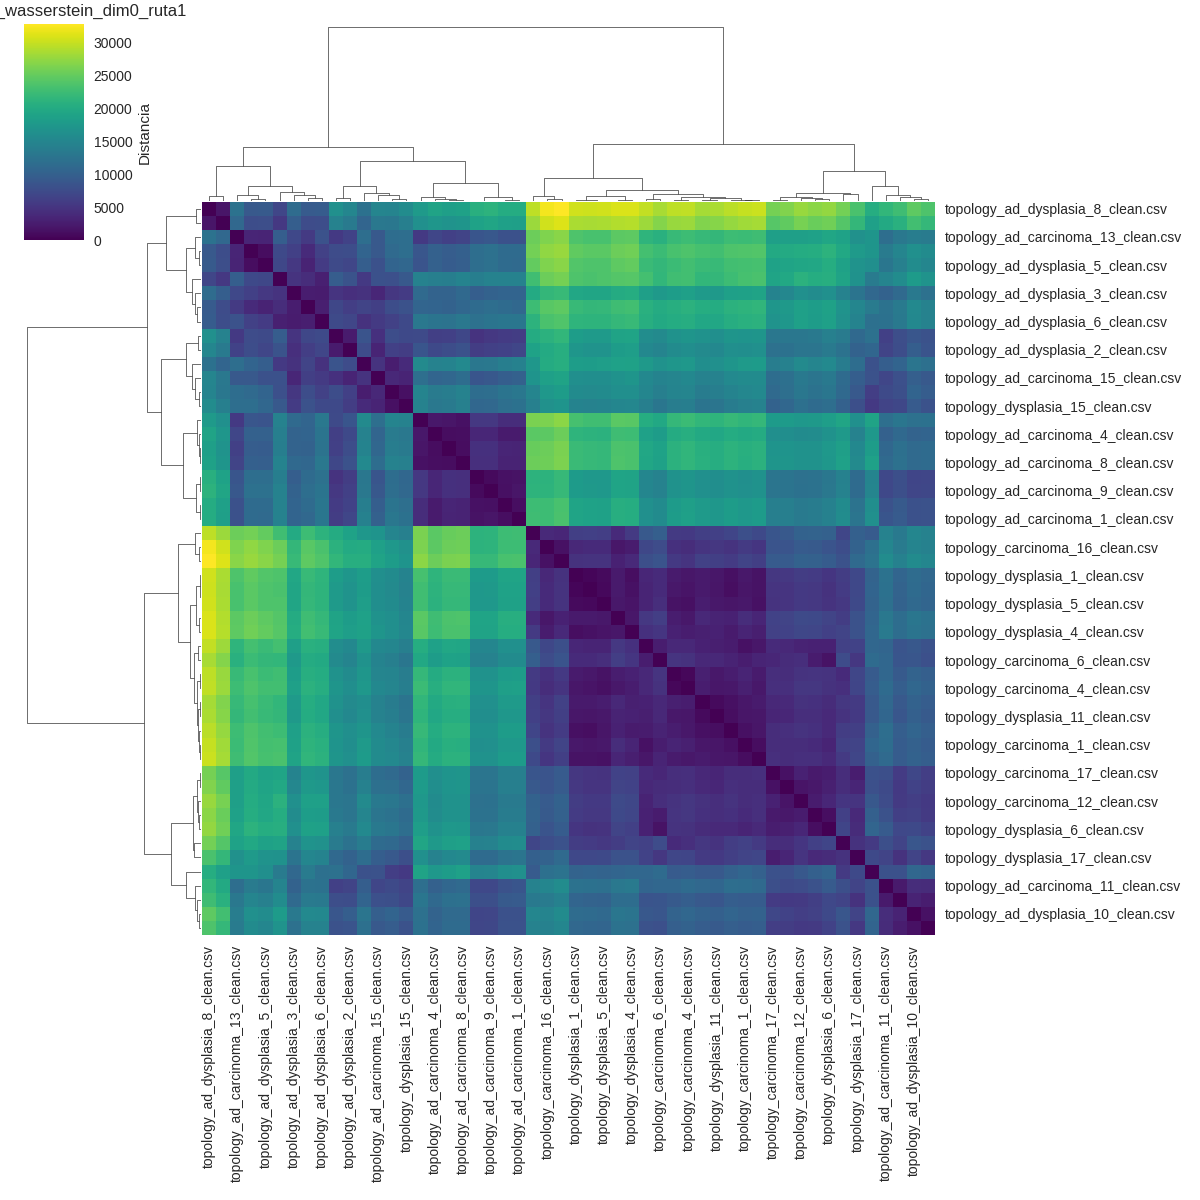 _wasserstein_dim0_ruta1
30000
25000
20000
15000
10000
5000
0
Distancia
topology_ad_dysplasia_8_clean.csv
topology_ad_carcinoma_13_clean.csv
topology_ad_dysplasia_5_clean.csv
topology_ad_dysplasia_3_clean.csv
topology_ad_dysplasia_6_clean.csv
topology_ad_dysplasia_2_clean.csv
topology_ad_carcinoma_15_clean.csv
topology_dysplasia_15_clean.csv
topology_ad_carcinoma_4_clean.csv
topology_ad_carcinoma_8_clean.csv
topology_ad_carcinoma_9_clean.csv
topology_ad_carcinoma_1_clean.csv
topology_carcinoma_16_clean.csv
topology_dysplasia_1_clean.csv
topology_dysplasia_5_clean.csv
topology_dysplasia_4_clean.csv
topology_carcinoma_6_clean.csv
topology_carcinoma_4_clean.csv
topology_dysplasia_11_clean.csv
topology_carcinoma_1_clean.csv
topology_carcinoma_17_clean.csv
topology_carcinoma_12_clean.csv
topology_dysplasia_6_clean.csv
topology_dysplasia_17_clean.csv
topology_ad_carcinoma_11_clean.csv
topology_ad_dysplasia_10_clean.csv
topology_ad_dysplasia_8_clean.csv
topology_ad_carcinoma_13_clean.csv
topology_ad_dysplasia_5_clean.csv
topology_ad_dysplasia_3_clean.csv
topology_ad_dysplasia_6_clean.csv
topology_ad_dysplasia_2_clean.csv
topology_ad_carcinoma_15_clean.csv
topology_dysplasia_15_clean.csv
topology_ad_carcinoma_4_clean.csv
topology_ad_carcinoma_8_clean.csv
topology_ad_carcinoma_9_clean.csv
topology_ad_carcinoma_1_clean.csv
topology_carcinoma_16_clean.csv
topology_dysplasia_1_clean.csv
topology_dysplasia_5_clean.csv
topology_dysplasia_4_clean.csv
topology_carcinoma_6_clean.csv
topology_carcinoma_4_clean.csv
topology_dysplasia_11_clean.csv
topology_carcinoma_1_clean.csv
topology_carcinoma_17_clean.csv
topology_carcinoma_12_clean.csv
topology_dysplasia_6_clean.csv
topology_dysplasia_17_clean.csv
topology_ad_carcinoma_11_clean.csv
topology_ad_dysplasia_10_clean.csv